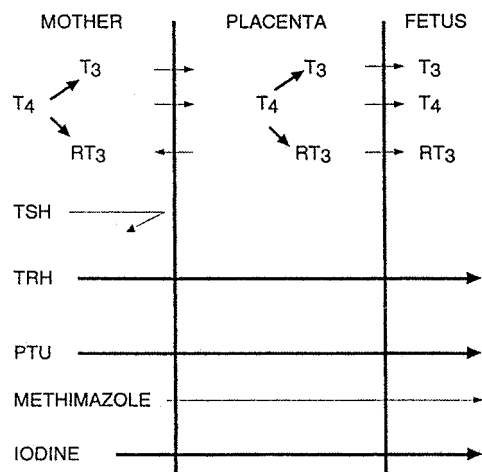 MOTHER PLACENTA FETUS
T3 T3 T3
T4 T4 T4
RT3 RT3 RT3
TSH
TRH
PTU
METHIMAZOLE
IODINE